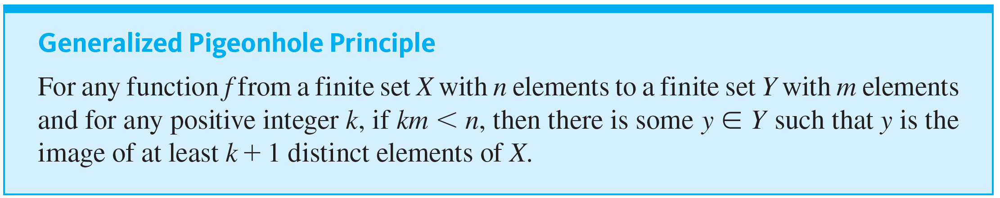 Generalized Pigeonhole Principle
For any function f from a finite set X with n elements to a finite set Y with m elements
and for any positive integer k, if km < n, then there is some y ∈ Y such that y is the
image of at least k + 1 distinct elements of X.